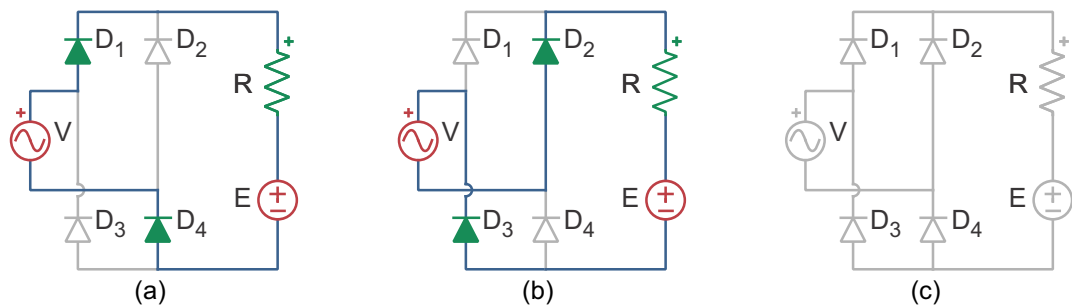 + D1 D2 R + V E D3 D4 + −
(a)
+ D1 D2 R + V E D3 D4 + −
(b)
D1 D2 R + V E D3 D4 + + −
(c)